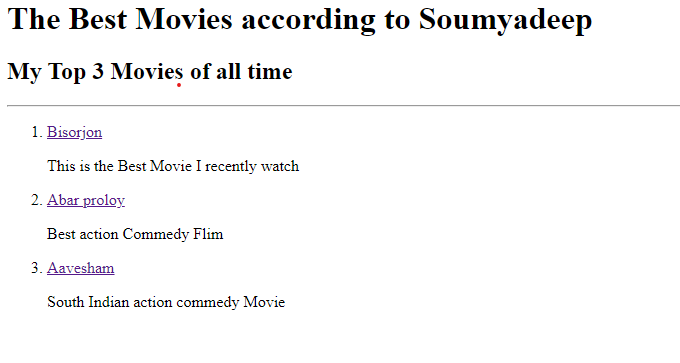 The Best Movies according to Soumyadeep
My Top 3 Movies of all time
1. Bisorjon
This is the Best Movie I recently watch
2. Abar proloy
Best action Commedy Flim
3. Aavesham
South Indian action commedy Movie